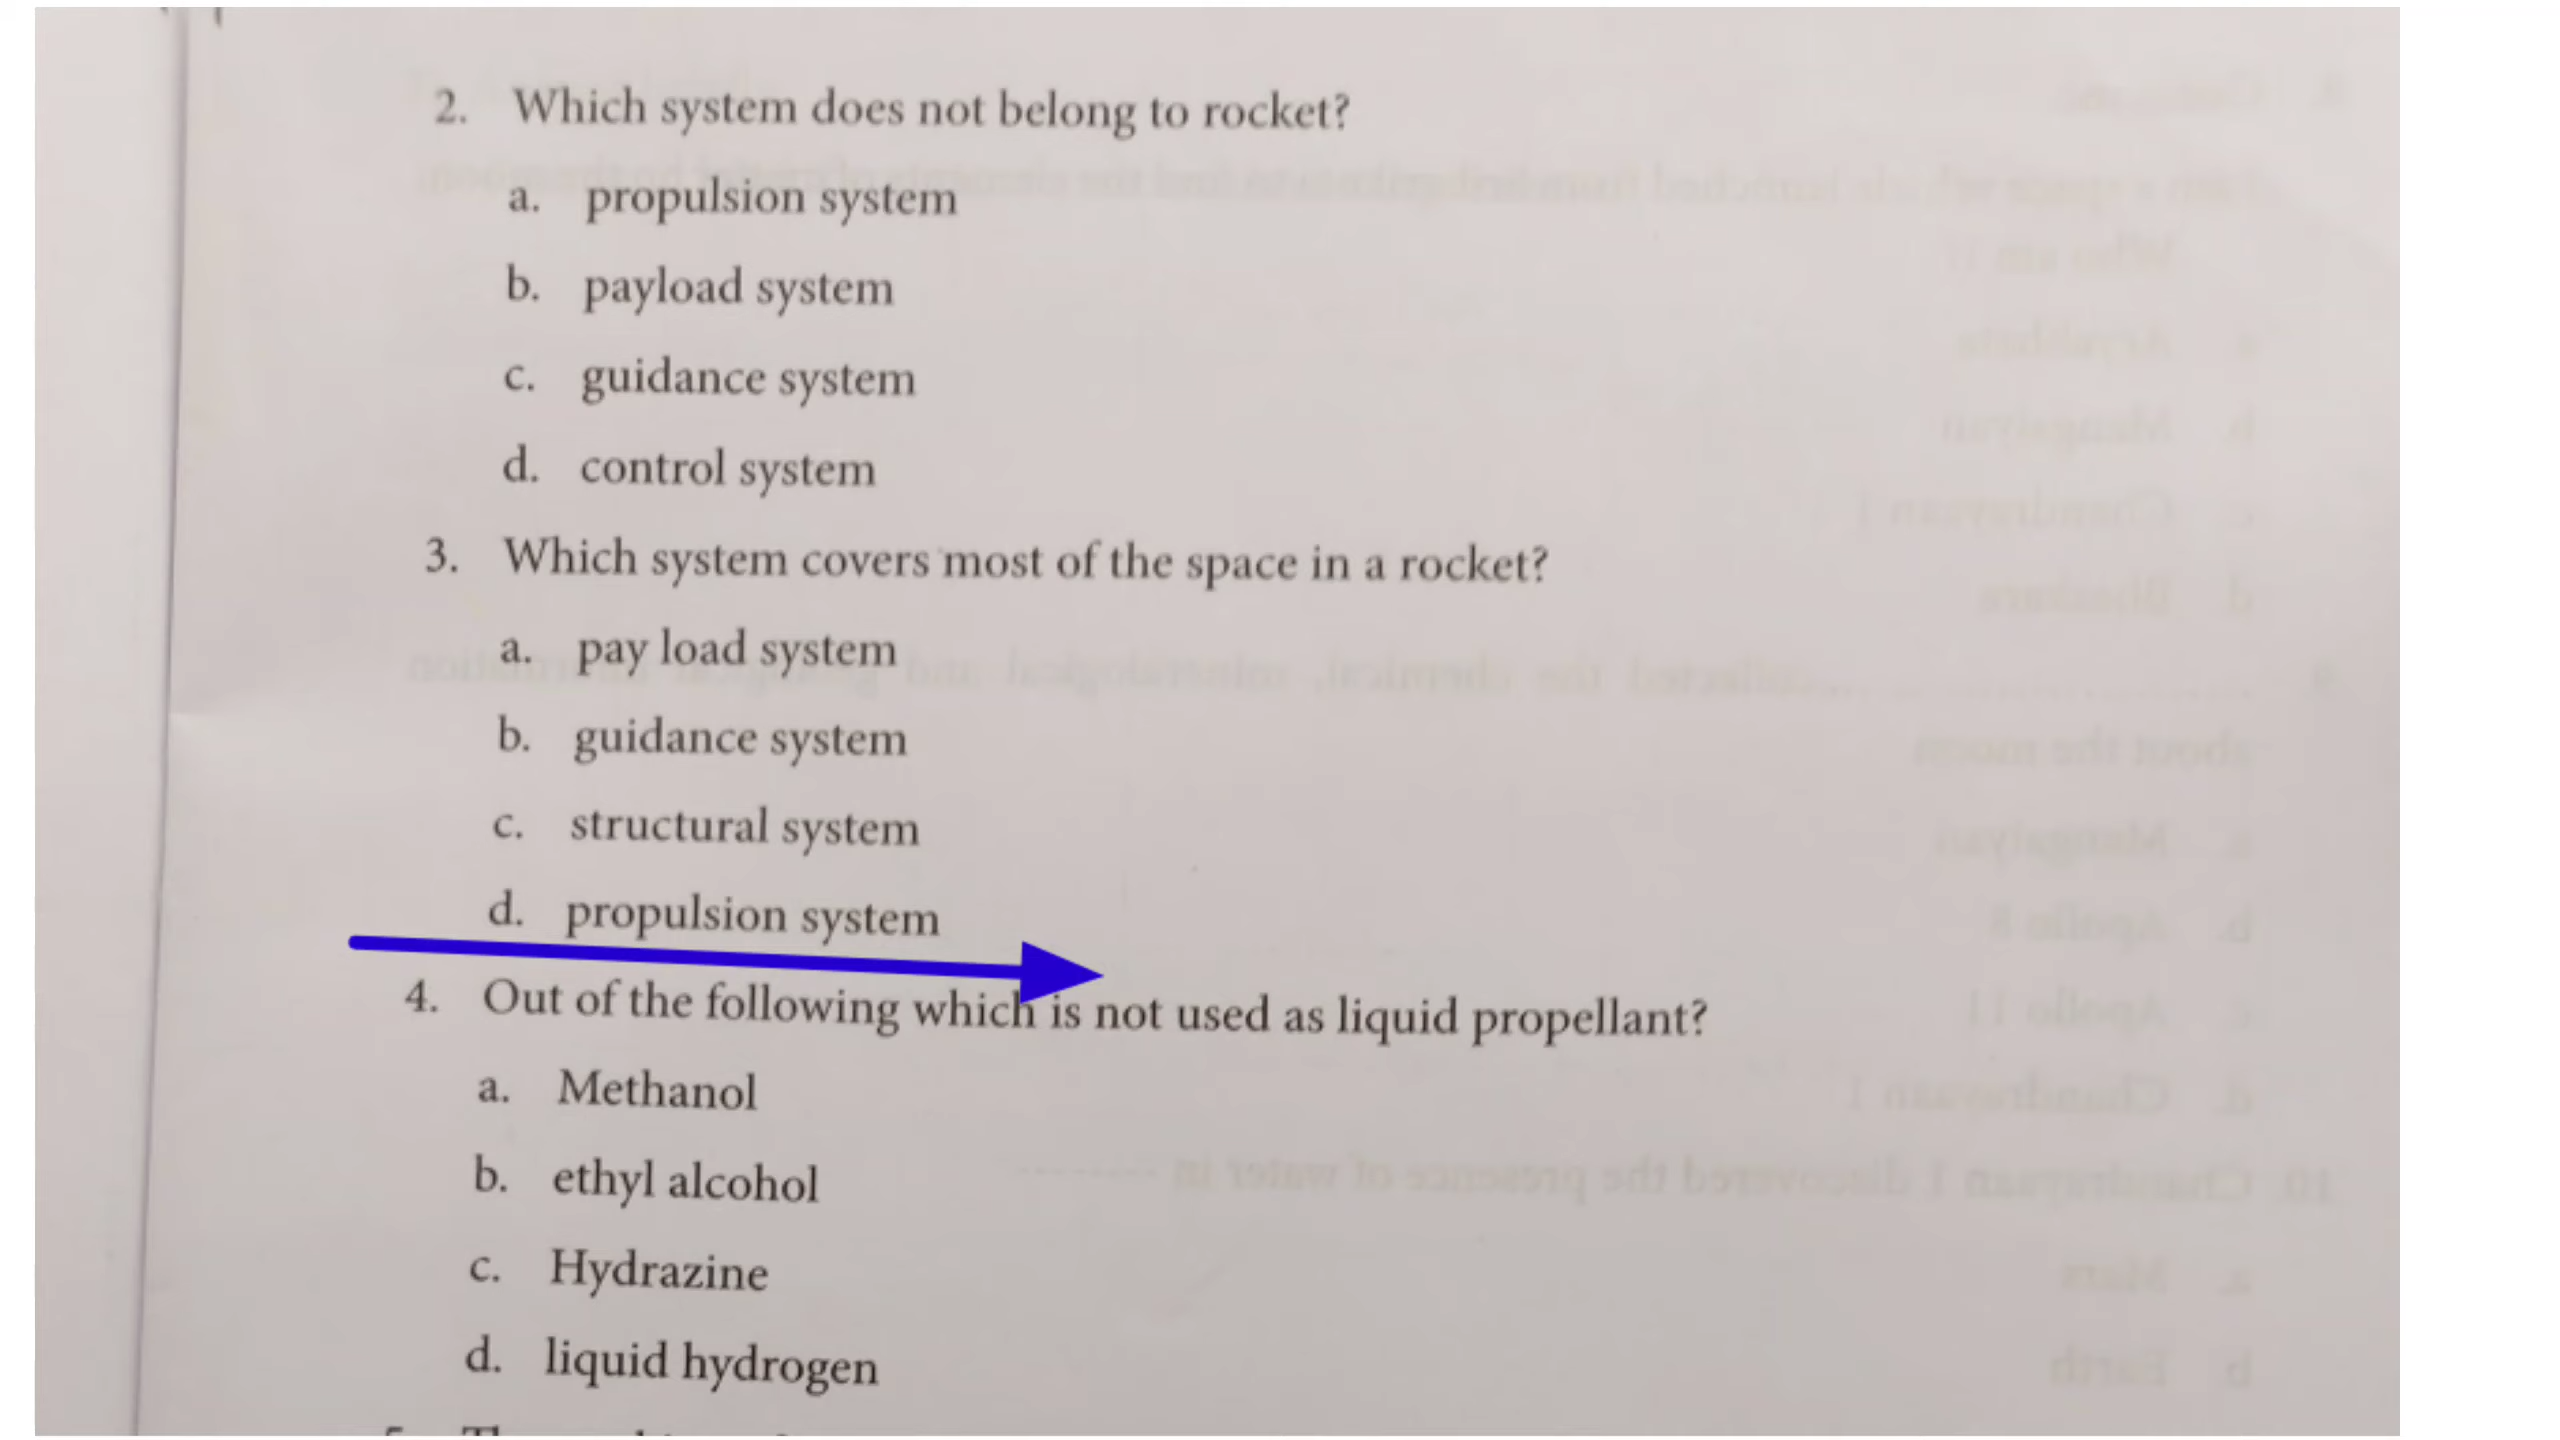 2. Which system does not belong to rocket?
a. propulsion system
b. payload system
c. guidance system
d. control system
3. Which system covers most of the space in a rocket?
a. pay load system
b. guidance system
c. structural system
d. propulsion system
4. Out of the following which is not used as liquid propellant?
a. Methanol
b. ethyl alcohol
c. Hydrazine
d. liquid hydrogen